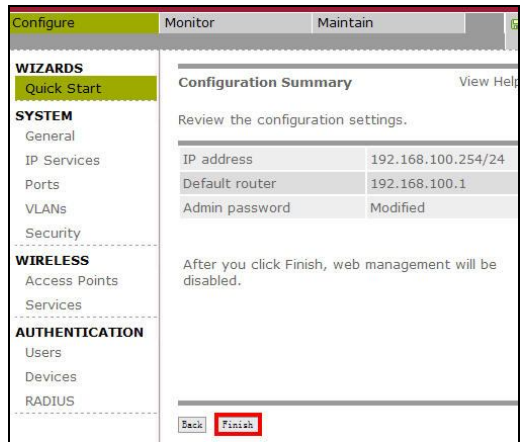 Configure Monitor Maintain
WIZARDS
Quick Start
SYSTEM
General
IP Services
Ports
VLANs
Security
WIRELESS
Access Points
Services
AUTHENTICATION
Users
Devices
RADIUS
Configuration Summary View Help
Review the configuration settings.
IP address 192.168.100.254/24
Default router 192.168.100.1
Admin password Modified
After you click Finish, web management will be
disabled.
Back Finish